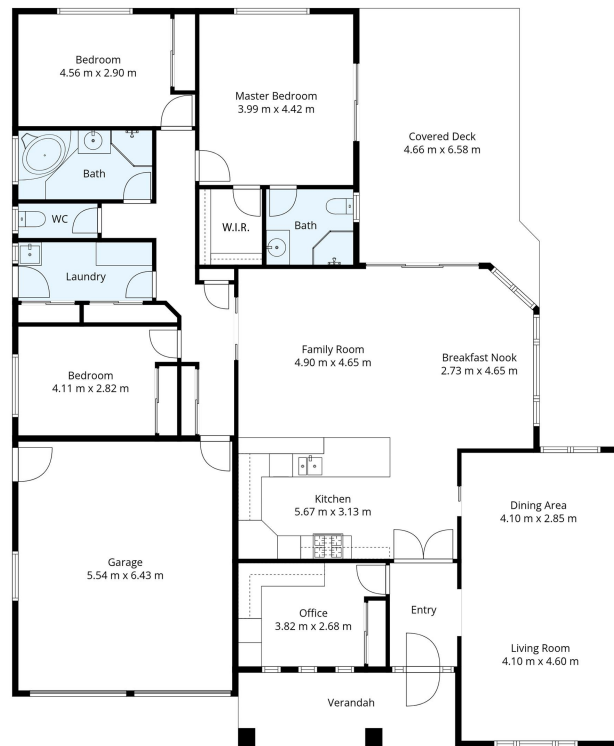 Bedroom
4.56 m x 2.90 m
Master Bedroom
3.99 m x 4.42 m
Covered Deck
4.66 m x 6.58 m
Bath
WC
W.I.R.
Bath
Laundry
Family Room
4.90 m x 4.65 m
Breakfast Nook
2.73 m x 4.65 m
Bedroom
4.11 m x 2.82 m
Kitchen
5.67 m x 3.13 m
Dining Area
4.10 m x 2.85 m
Garage
5.54 m x 6.43 m
Office
3.82 m x 2.68 m
Entry
Living Room
4.10 m x 4.60 m
Verandah